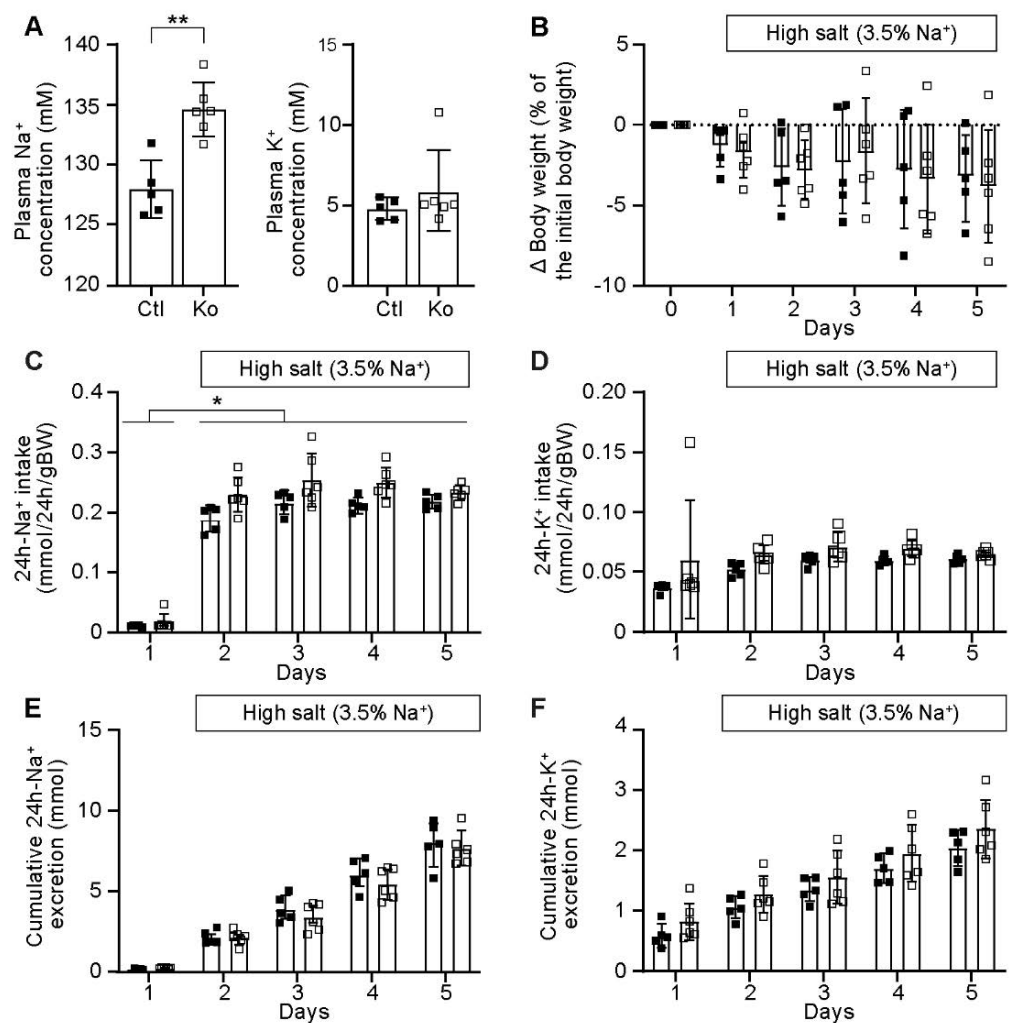 A
**
Plasma Na⁺
concentration (mM)
140
135
130
125
120
Ctl
Ko
Plasma K⁺
concentration (mM)
15
10
5
0
Ctl
Ko
B
High salt (3.5% Na⁺)
Δ Body weight (% of
the initial body weight)
5
0
-5
-10
0
1
2
3
4
5
Days
C
High salt (3.5% Na⁺)
*
24h-Na⁺ intake
(mmol/24h/gBW)
0.4
0.3
0.2
0.1
0
1
2
3
4
5
Days
D
High salt (3.5% Na⁺)
24h-K⁺ intake
(mmol/24h/gBW)
0.20
0.15
0.10
0.05
0
1
2
3
4
5
Days
E
High salt (3.5% Na⁺)
Cumulative 24h-Na⁺
excretion (mmol)
15
10
5
0
1
2
3
4
5
Days
F
High salt (3.5% Na⁺)
Cumulative 24h-K⁺
excretion (mmol)
4
3
2
1
0
1
2
3
4
5
Days